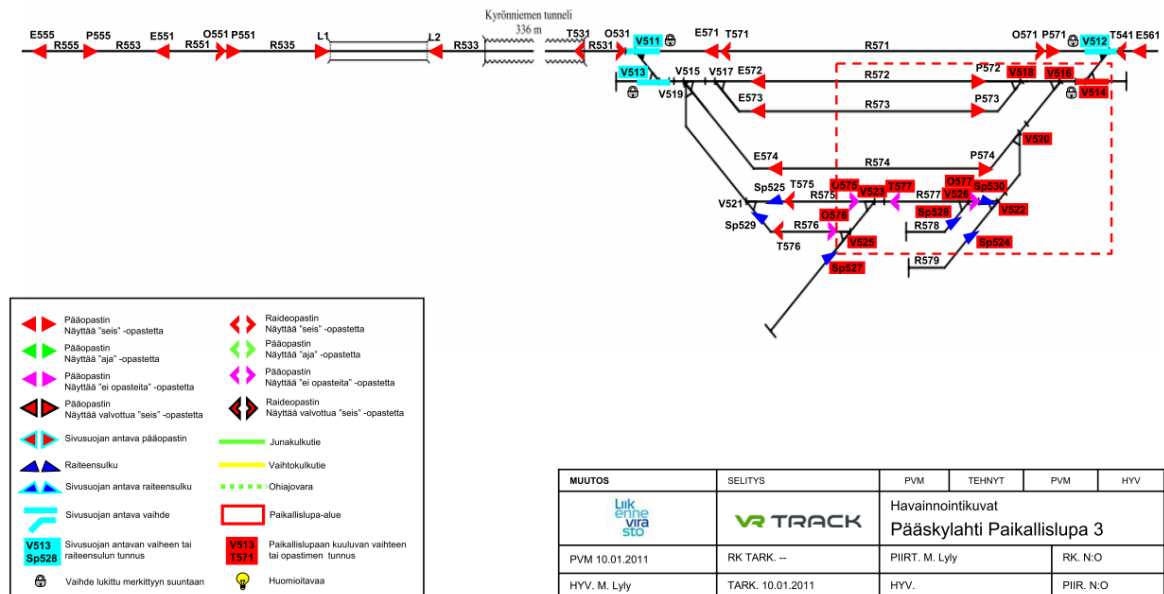 Kyrönniemen tunneli
336 m
E555 P555 E551 O551 P551 L1 L2 T531 O531 V511 E571 T571 O571 P571 V512 T541 E561
R555 R553 R551 R535 R533 R531 R571
V513 V515 V517 E572 R572 P572 V518 V516
V519 E573 R573 P573 V514
V520
E574 R574 P574
Sp525 T575 R575 O575 V523 T577 R577 O577 V526 Sp530
V521 Sp529 O576 Sp528 V522
T576 R576 V525 R578 Sp524
Sp527 R579
Pääopastin
Näyttää "seis" -opastetta
Raideopastin
Näyttää "seis" -opastetta
Pääopastin
Näyttää "aja" -opastetta
Pääopastin
Näyttää "aja" -opastetta
Pääopastin
Näyttää "ei opasteita" -opastetta
Pääopastin
Näyttää "ei opasteita" -opastetta
Pääopastin
Näyttää valvottua "seis" -opastetta
Raideopastin
Näyttää valvottua "seis" -opastetta
Sivusuojan antava pääopastin
Junakulkutie
Raiteensulku
Vaihtokulkutie
Sivusuojan antava raiteensulku
Ohiajovara
Sivusuojan antava vaihde
Paikallislupa-alue
V513
Sp528
Sivusuojan antavan vaiheen tai
raiteensulun tunnus
V513
T571
Paikallislupaan kuuluvan vaihteen
tai opastimen tunnus
Vaihde lukittu merkittyyn suuntaan
Huomioitavaa
MUUTOS SELITYS PVM TEHNYT PVM HYV
Liikennevirasto
VR TRACK
Havainnointikuvat
Pääskylahti Paikallislupa 3
PVM 10.01.2011 RK TARK. -- PIIRT. M. Lyly RK. N:O
HYV. M. Lyly TARK. 10.01.2011 HYV. PIIR. N:O